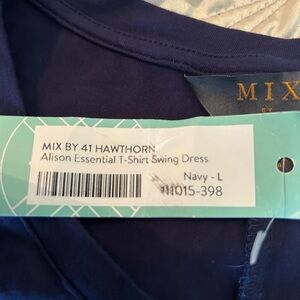 MIX
MIX BY 41 HAWTHORN
Alison Essential T-Shirt Swing Dress
Navy - L
#11015-398